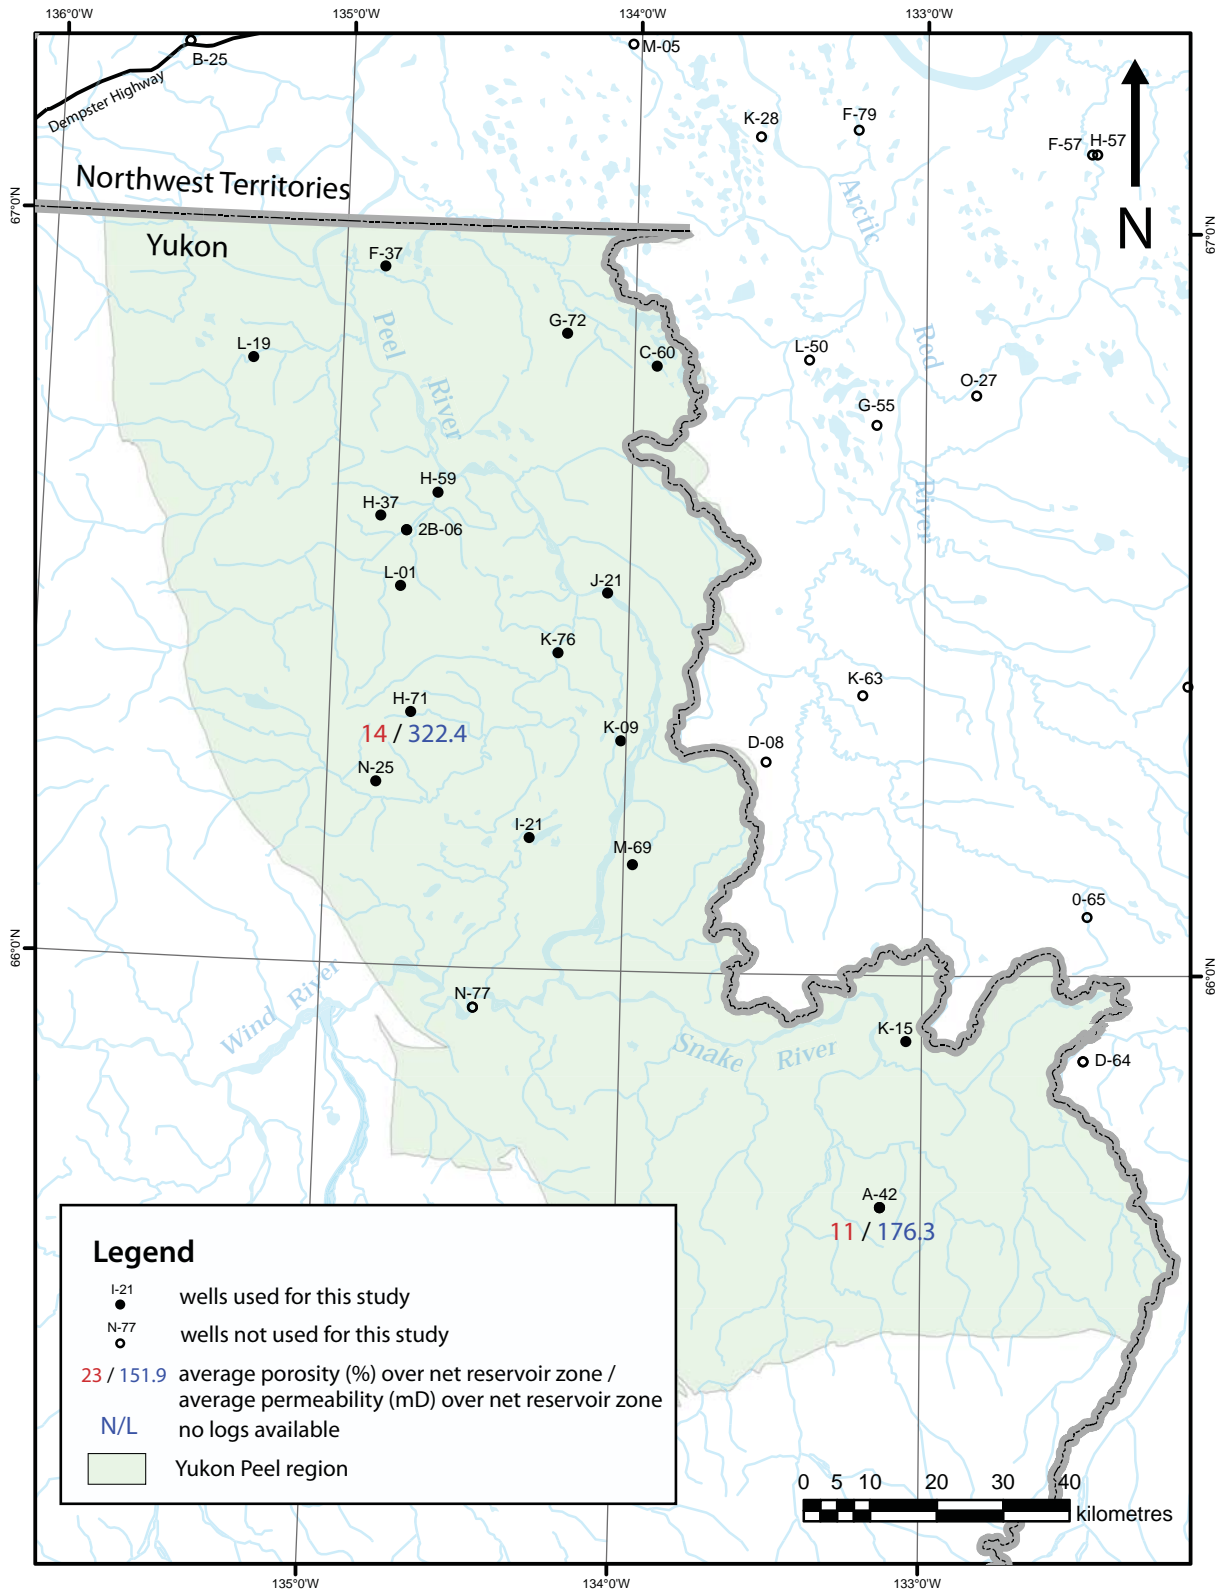 136°0'W
135°0'W
134°0'W
133°0'W
B-25
M-05
Dempster Highway
K-28
F-79
F-57
H-57
N
Northwest Territories
67°0'N
67°0'N
Yukon
Arctic
Red
River
F-37
G-72
C-60
L-19
Peel
River
L-50
O-27
G-55
H-59
H-37
2B-06
L-01
J-21
K-76
K-63
H-71
14 / 322.4
K-09
D-08
N-25
I-21
M-69
0-65
66°0'N
66°0'N
N-77
Wind River
Snake River
K-15
D-64
A-42
11 / 176.3
Legend
I-21
wells used for this study
N-77
wells not used for this study
23 / 151.9
average porosity (%) over net reservoir zone /
average permeability (mD) over net reservoir zone
N/L
no logs available
Yukon Peel region
0 5 10 20 30 40
kilometres
135°0'W
134°0'W
133°0'W